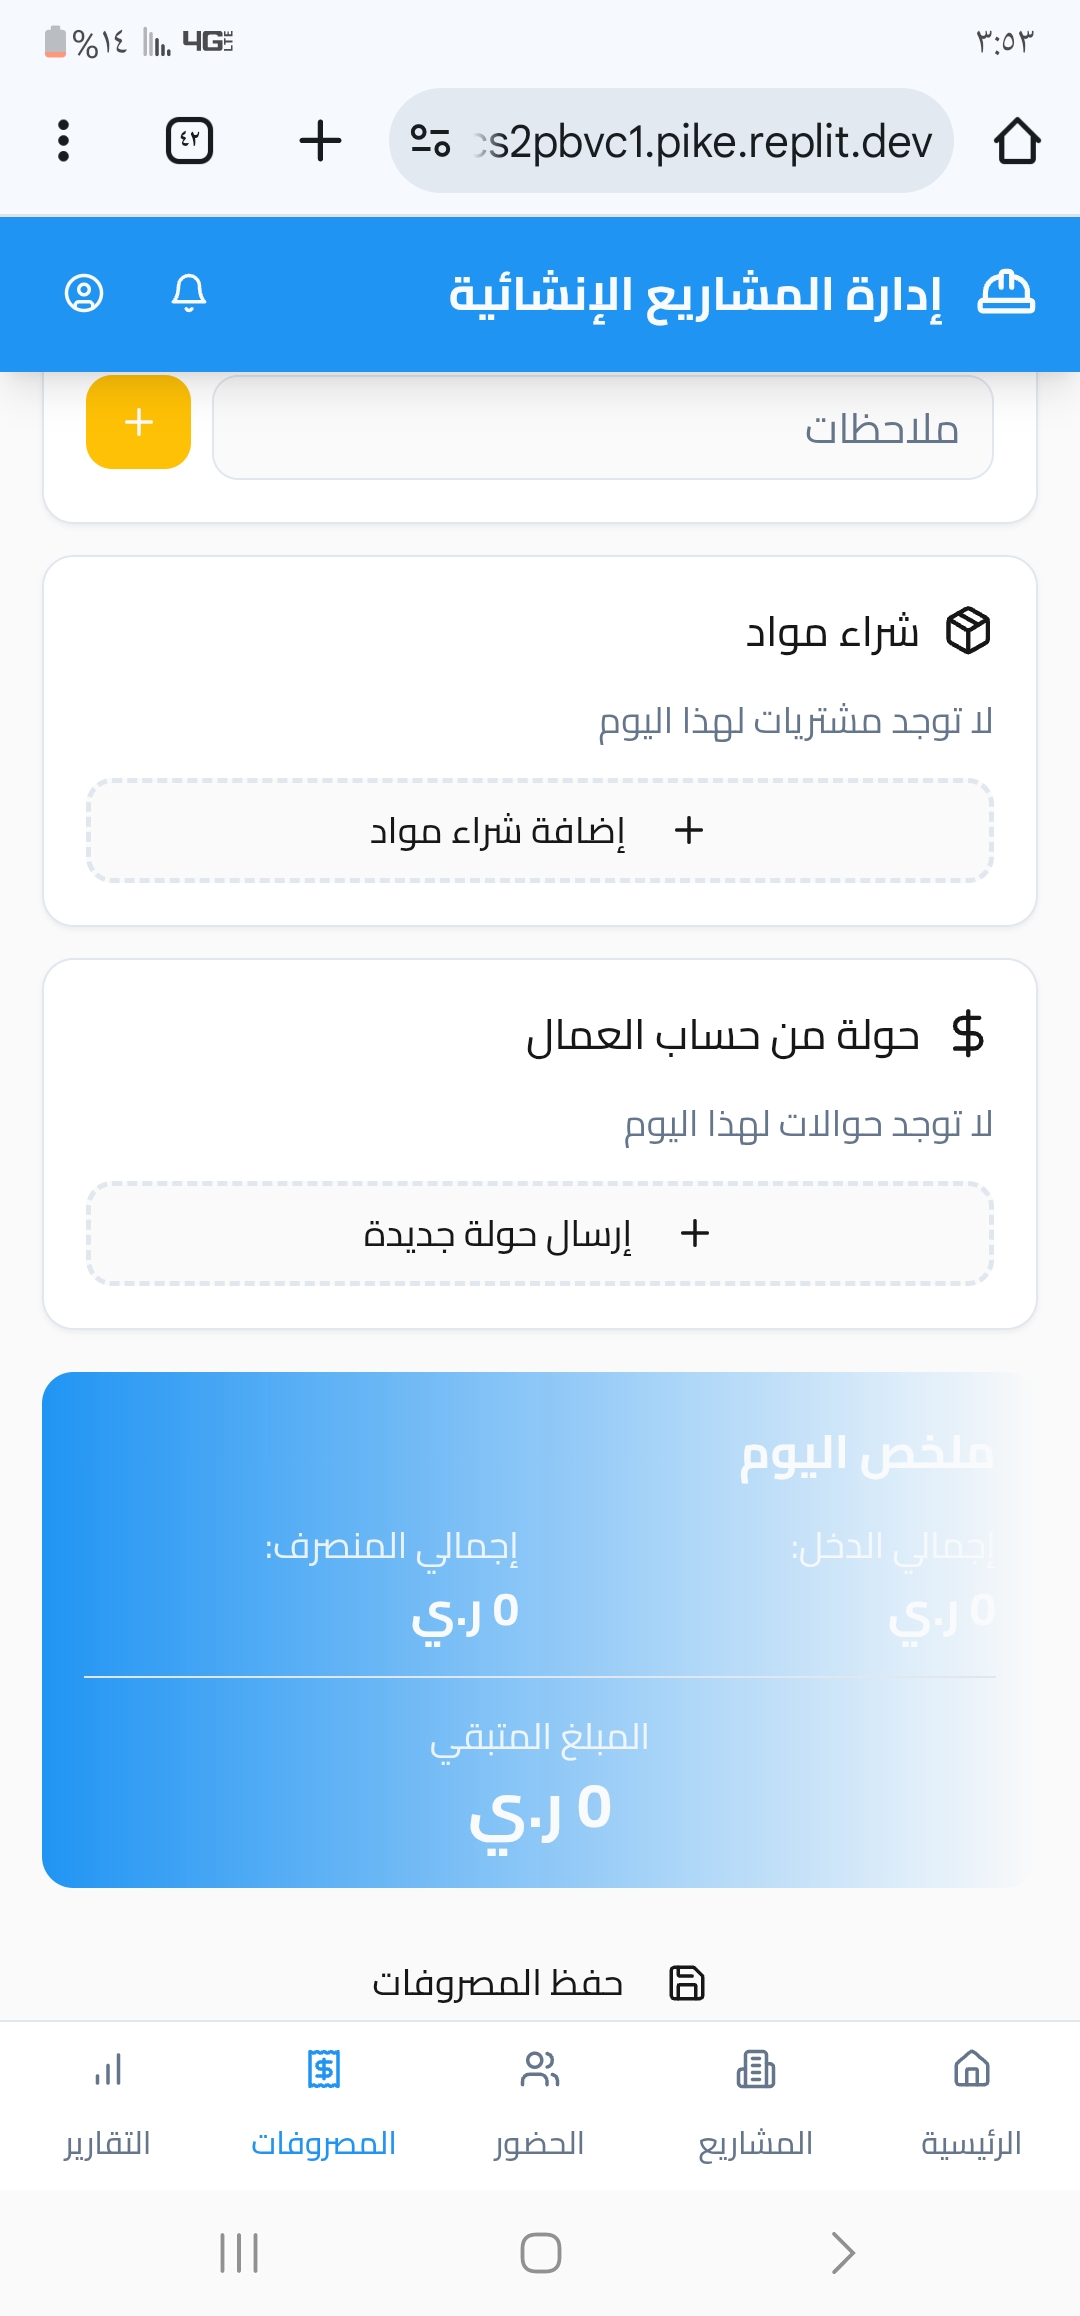 %١٤
4G LTE
٣:٥٣
٤٢
cs2pbvc1.pike.replit.dev
إدارة المشاريع الإنشائية
ملاحظات
شراء مواد
لا توجد مشتريات لهذا اليوم
إضافة شراء مواد
حولة من حساب العمال
لا توجد حوالات لهذا اليوم
إرسال حولة جديدة
ملخص اليوم
إجمالي الدخل:
0 ر.ي
إجمالي المنصرف:
0 ر.ي
المبلغ المتبقي
0 ر.ي
حفظ المصروفات
الرئيسية
المشاريع
الحضور
المصروفات
التقارير